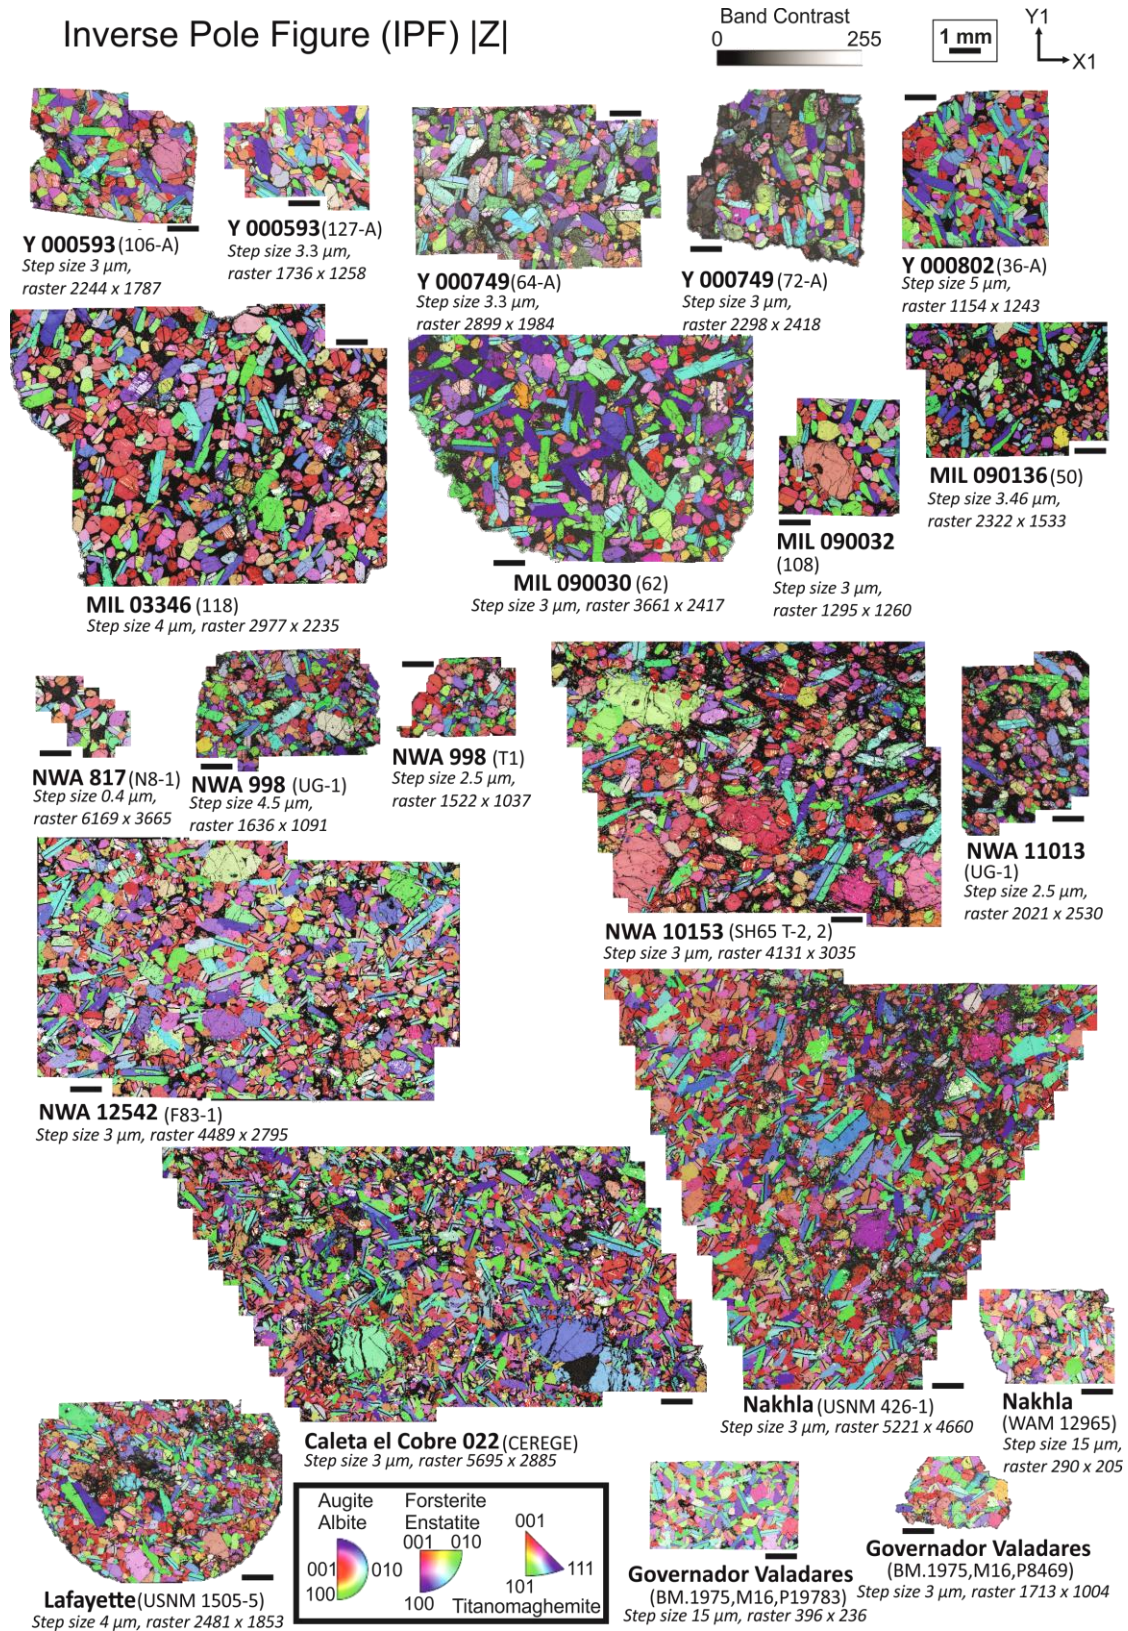 Inverse Pole Figure (IPF) |Z|
Band Contrast
0 255
1 mm
Y1
X1
Y 000593 (106-A)
Step size 3 µm,
raster 2244 x 1787
Y 000593 (127-A)
Step size 3.3 µm,
raster 1736 x 1258
Y 000749 (64-A)
Step size 3.3 µm,
raster 2899 x 1984
Y 000749 (72-A)
Step size 3 µm,
raster 2298 x 2418
Y 000802 (36-A)
Step size 5 µm,
raster 1154 x 1243
MIL 03346 (118)
Step size 4 µm, raster 2977 x 2235
MIL 090030 (62)
Step size 3 µm, raster 3661 x 2417
MIL 090032
(108)
Step size 3 µm,
raster 1295 x 1260
MIL 090136 (50)
Step size 3.46 µm,
raster 2322 x 1533
NWA 817 (N8-1)
Step size 0.4 µm,
raster 6169 x 3665
NWA 998 (UG-1)
Step size 4.5 µm,
raster 1636 x 1091
NWA 998 (T1)
Step size 2.5 µm,
raster 1522 x 1037
NWA 10153 (SH65 T-2, 2)
Step size 3 µm, raster 4131 x 3035
NWA 11013
(UG-1)
Step size 2.5 µm,
raster 2021 x 2530
NWA 12542 (F83-1)
Step size 3 µm, raster 4489 x 2795
Caleta el Cobre 022 (CEREGE)
Step size 3 µm, raster 5695 x 2885
Nakhla (USNM 426-1)
Step size 3 µm, raster 5221 x 4660
Nakhla
(WAM 12965)
Step size 15 µm,
raster 290 x 205
Lafayette (USNM 1505-5)
Step size 4 µm, raster 2481 x 1853
Augite
Albite
001 010
100
Forsterite
Enstatite
001 010
100
001
111
101
Titanomaghemite
Governador Valadares
(BM.1975,M16,P19783)
Step size 15 µm, raster 396 x 236
Governador Valadares
(BM.1975,M16,P8469)
Step size 3 µm, raster 1713 x 1004